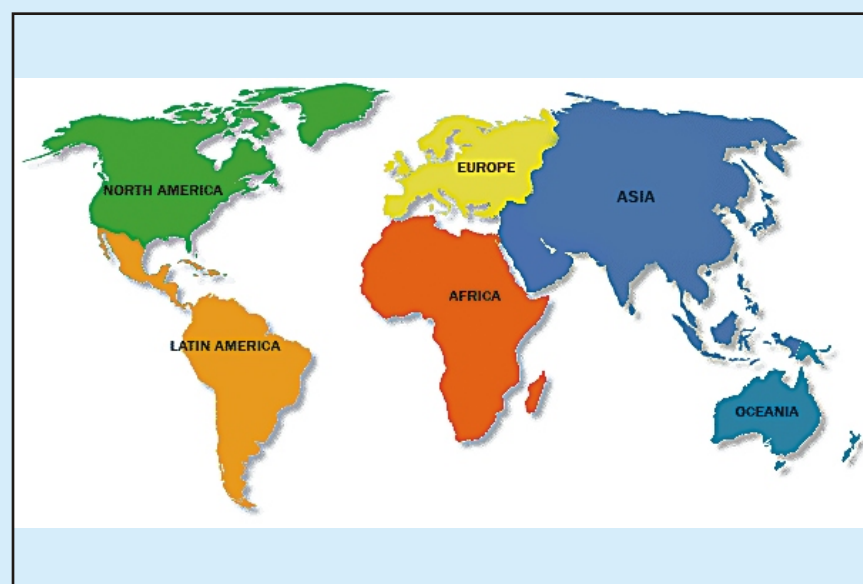 EUROPE
NORTH AMERICA
ASIA
AFRICA
LATIN AMERICA
OCEANIA